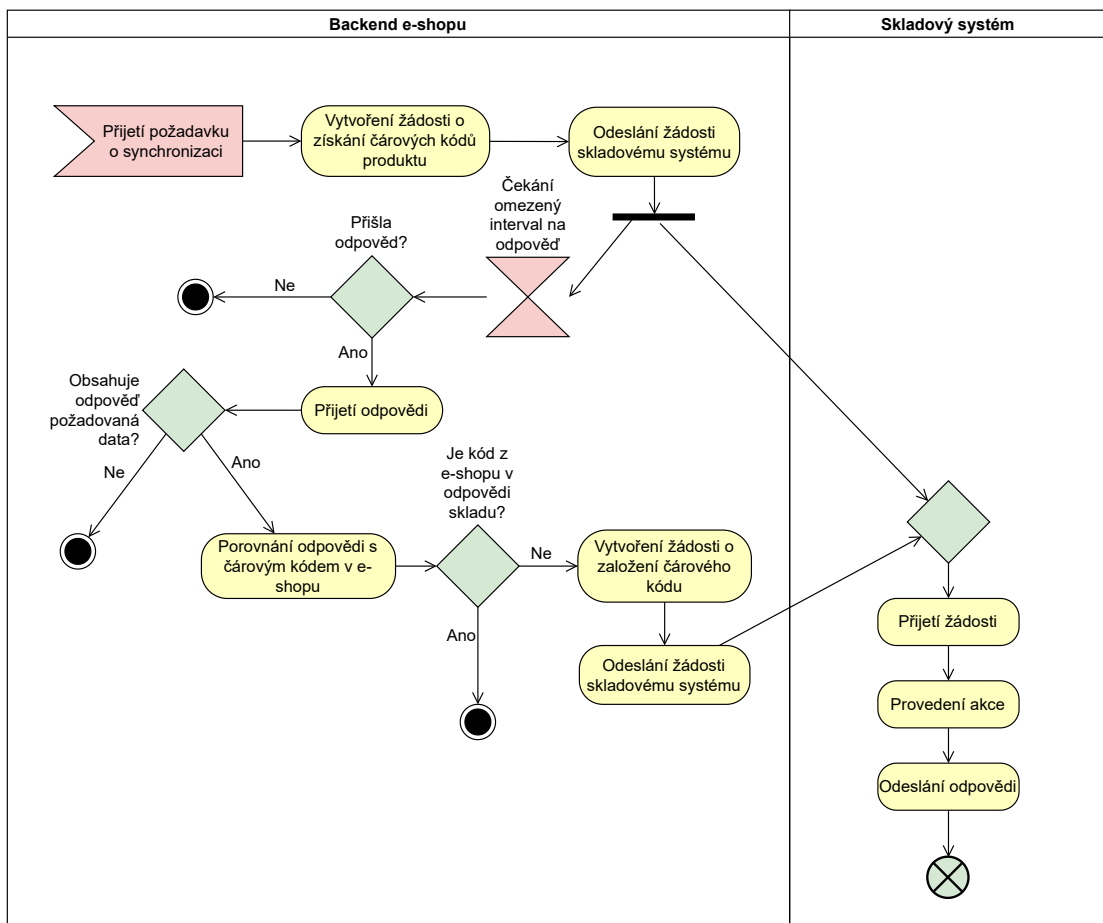 Backend e-shopu
Skladový systém
Přijetí požadavku
o synchronizaci
Vytvoření žádosti o
získání čárových kódů
produktu
Odeslání žádosti
skladovému systému
Čekání
omezený
interval na
odpověď
Přišla
odpověd?
Ne
Ano
Obsahuje
odpověď
požadovaná
data?
Přijetí odpovědi
Ne
Ano
Je kód z
e-shopu v
odpovědi
skladu?
Porovnání odpovědi s
čárovým kódem v e-
shopu
Ne
Vytvoření žádosti o
založení čárového
kódu
Ano
Odeslání žádosti
skladovému systému
Přijetí žádosti
Provedení akce
Odeslání odpovědi